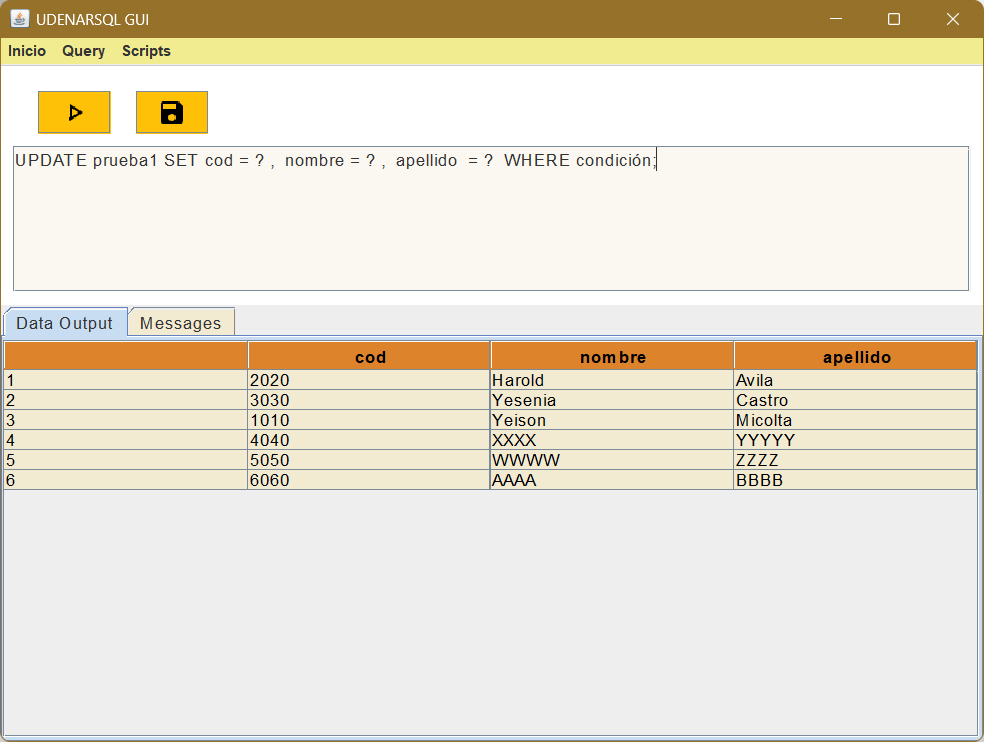 UDENARSQL GUI
Inicio Query Scripts
UPDATE prueba1 SET cod = ? , nombre = ? , apellido = ? WHERE condición;
Data Output Messages
cod nombre apellido
1 2020 Harold Avila
2 3030 Yesenia Castro
3 1010 Yeison Micolta
4 4040 XXXX YYYYY
5 5050 WWWW ZZZZ
6 6060 AAAA BBBB